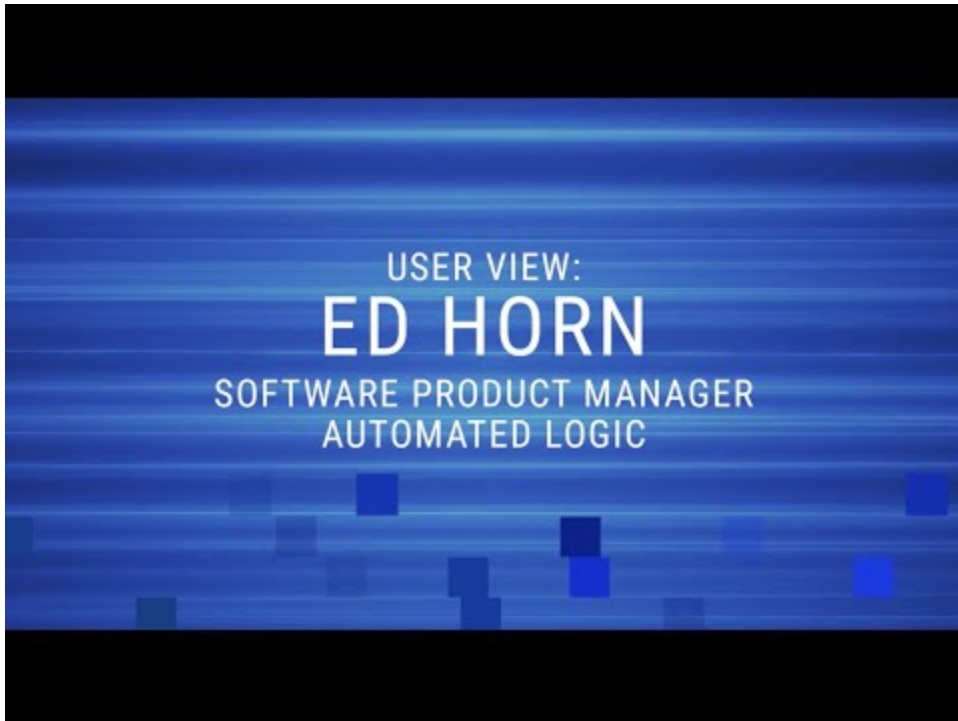 USER VIEW:
ED HORN
SOFTWARE PRODUCT MANAGER
AUTOMATED LOGIC